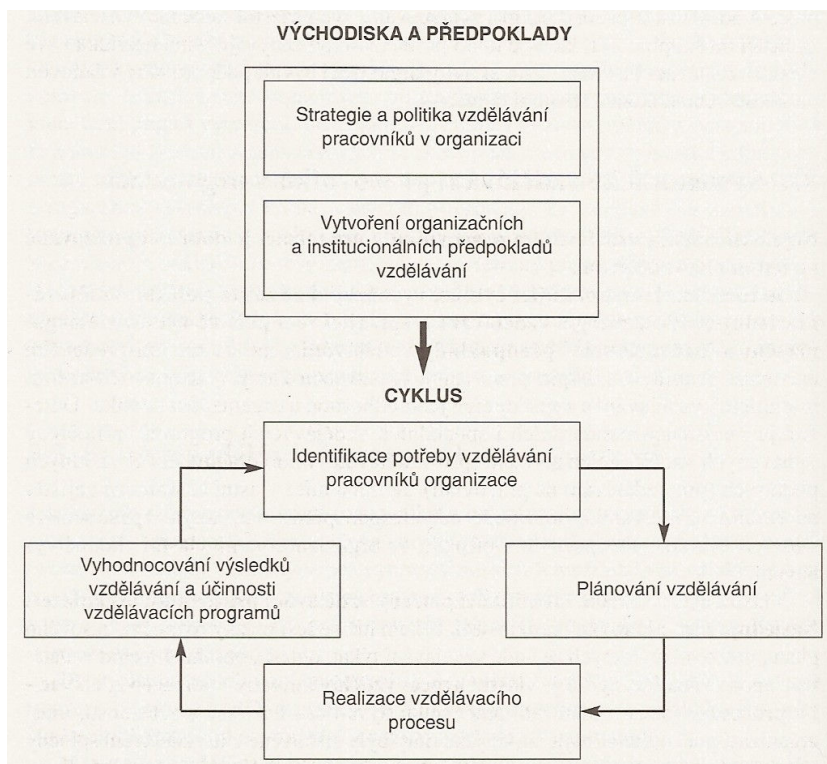 VÝCHODISKA A PŘEDPOKLADY
Strategie a politika vzdělávání
pracovníků v organizaci
Vytvoření organizačních
a institucionálních předpokladů
vzdělávání
CYKLUS
Identifikace potřeby vzdělávání
pracovníků organizace
Vyhodnocování výsledků
vzdělávání a účinnosti
vzdělávacích programů
Plánování vzdělávání
Realizace vzdělávacího
procesu